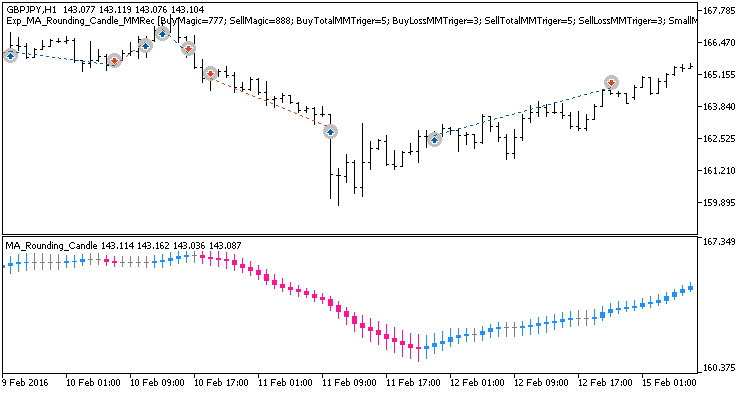 GBPJPY,H1 143.077 143.119 143.076 143.104
Exp_MA_Rounding_Candle_MMRec [BuyMagic=777; SellMagic=888; BuyTotalMMTriger=5; BuyLossMMTriger=3; SellTotalMMTriger=5; SellLossMMTriger=3; SmallM
167.785
166.470
165.155
163.840
162.525
161.210
159.895
MA_Rounding_Candle 143.114 143.162 143.036 143.087
167.349
160.375
9 Feb 2016
10 Feb 01:00
10 Feb 09:00
10 Feb 17:00
11 Feb 01:00
11 Feb 09:00
11 Feb 17:00
12 Feb 01:00
12 Feb 09:00
12 Feb 17:00
15 Feb 01:00